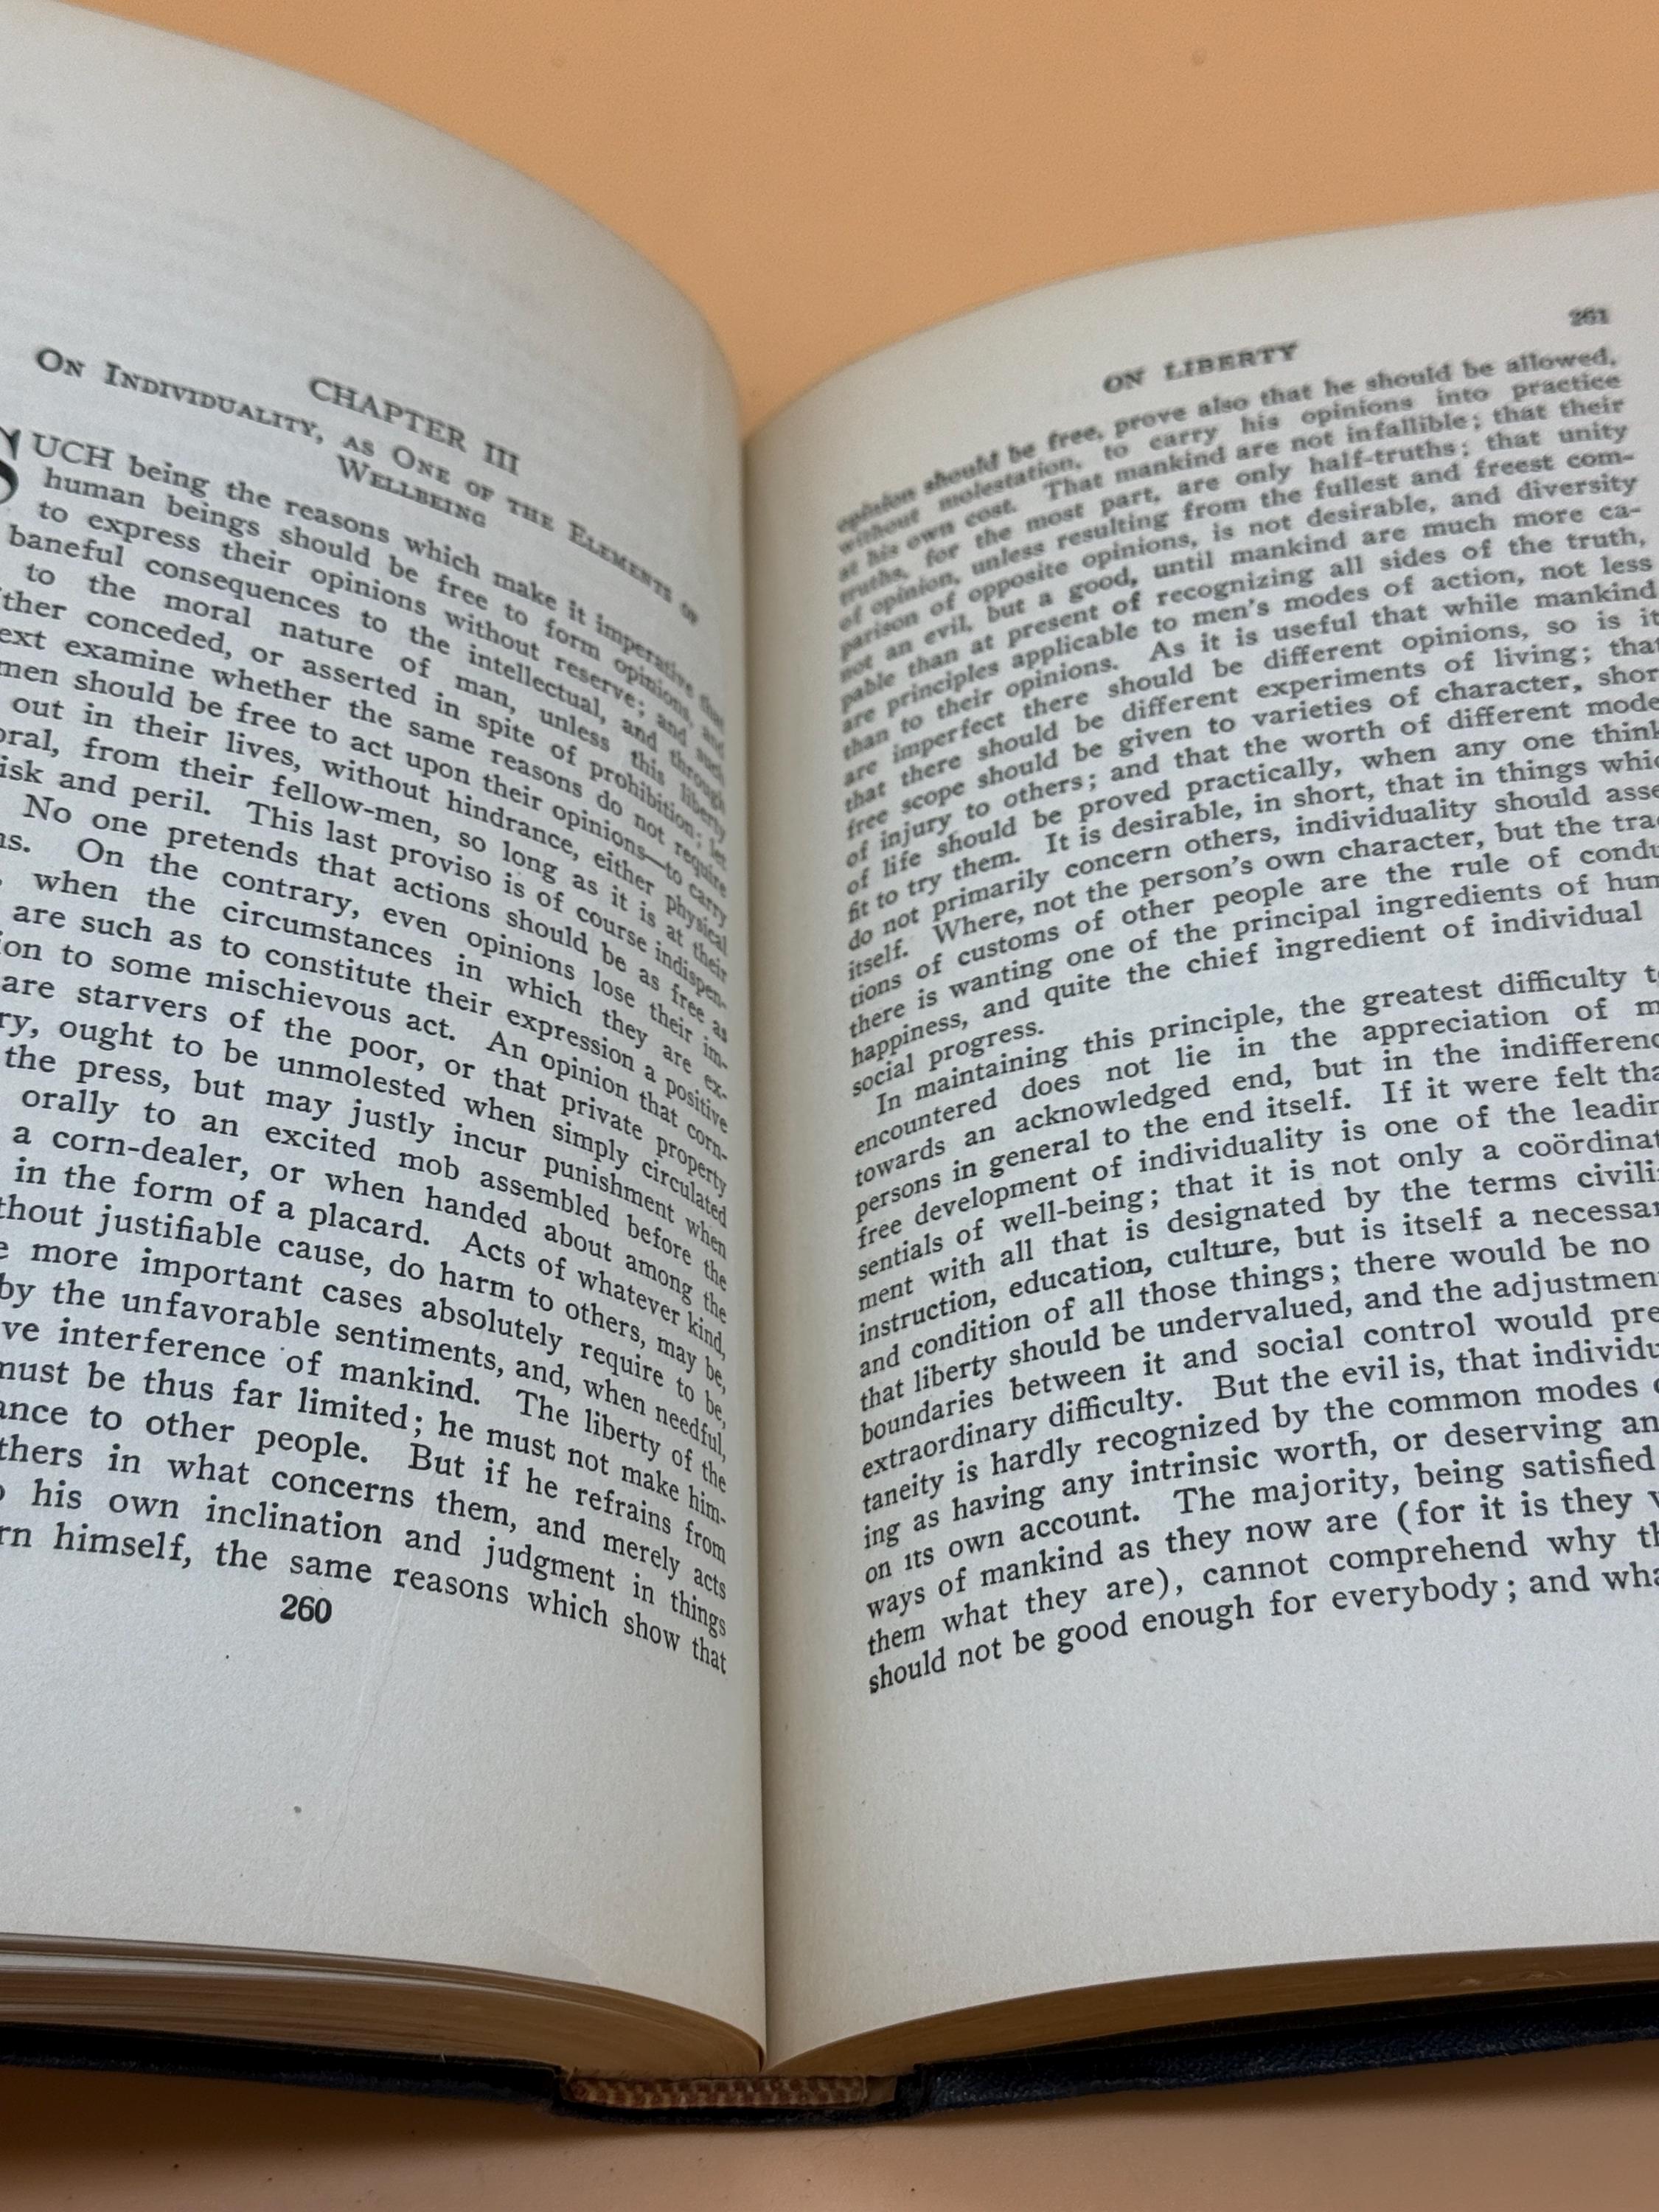 CHAPTER III
ON INDIVIDUALITY, AS ONE OF THE ELEMENTS OF
WELLBEING
SUCH being the reasons which make it imperative that
human beings should be free to form opinions, and
to express their opinions without reserve; and such
baneful consequences to the intellectual, and through
to the moral nature of man, unless this liberty
conceded, or asserted in spite of prohibition; let
examine whether the same reasons do not require
men should be free to act upon their opinions—to carry
out in their lives, without hindrance, either physical
from their fellow-men, so long as it is at their
and peril. This last proviso is of course indispen-
No one pretends that actions should be as free as
On the contrary, even opinions lose their im-
when the circumstances in which they are ex-
are such as to constitute their expression a positive
to some mischievous act. An opinion that corn-
are starvers of the poor, or that private property
ought to be unmolested when simply circulated
the press, but may justly incur punishment when
orally to an excited mob assembled before the
a corn-dealer, or when handed about among the
in the form of a placard. Acts of whatever kind,
justifiable cause, do harm to others, may be,
more important cases absolutely require to be,
by the unfavorable sentiments, and, when needful,
interference of mankind. The liberty of the
must be thus far limited; he must not make him-
to other people. But if he refrains from
in what concerns them, and merely acts
his own inclination and judgment in things
himself, the same reasons which show that
260
261
ON LIBERTY
opinion should be free, prove also that he should be allowed,
without molestation, to carry his opinions into practice
at his own cost. That mankind are not infallible; that their
truths, for the most part, are only half-truths; that unity
of opinion, unless resulting from the fullest and freest com-
parison of opposite opinions, is not desirable, and diversity
not an evil, but a good, until mankind are much more ca-
pable than at present of recognizing all sides of the truth,
are principles applicable to men's modes of action, not less
than to their opinions. As it is useful that while mankind
are imperfect there should be different opinions, so is it
that there should be different experiments of living; that
free scope should be given to varieties of character, short
of injury to others; and that the worth of different mode
of life should be proved practically, when any one think
fit to try them. It is desirable, in short, that in things whic
do not primarily concern others, individuality should asse
itself. Where, not the person's own character, but the tra
tions of customs of other people are the rule of condu
there is wanting one of the principal ingredients of hum
happiness, and quite the chief ingredient of individual
social progress.
In maintaining this principle, the greatest difficulty t
encountered does not lie in the appreciation of m
towards an acknowledged end, but in the indifferenc
persons in general to the end itself. If it were felt tha
free development of individuality is one of the leadin
sentials of well-being; that it is not only a coördinat
ment with all that is designated by the terms civili
instruction, education, culture, but is itself a necessar
and condition of all those things; there would be no
that liberty should be undervalued, and the adjustmen
boundaries between it and social control would pre
extraordinary difficulty. But the evil is, that individu
taneity is hardly recognized by the common modes o
ing as having any intrinsic worth, or deserving an
on its own account. The majority, being satisfied
ways of mankind as they now are (for it is they
them what they are), cannot comprehend why th
should not be good enough for everybody; and wha